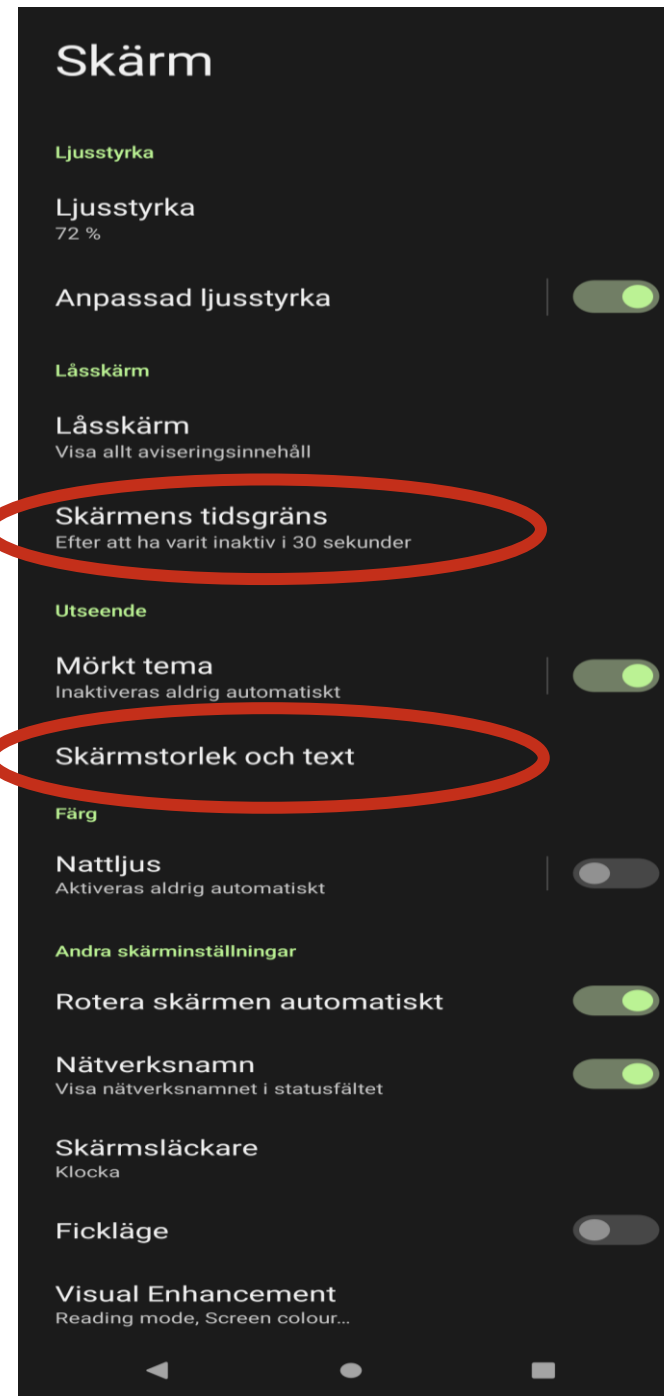 Skärm
Ljusstyrka
Ljusstyrka
72 %
Anpassad ljusstyrka
Låsskärm
Låsskärm
Visa allt aviseringsinnehåll
Skärmens tidsgräns
Efter att ha varit inaktiv i 30 sekunder
Utseende
Mörkt tema
Inaktiveras aldrig automatiskt
Skärmstorlek och text
Färg
Nattljus
Aktiveras aldrig automatiskt
Andra skärminställningar
Rotera skärmen automatiskt
Nätverksnamn
Visa nätverksnamnet i statusfältet
Skärmsläckare
Klocka
Fickläge
Visual Enhancement
Reading mode, Screen colour...